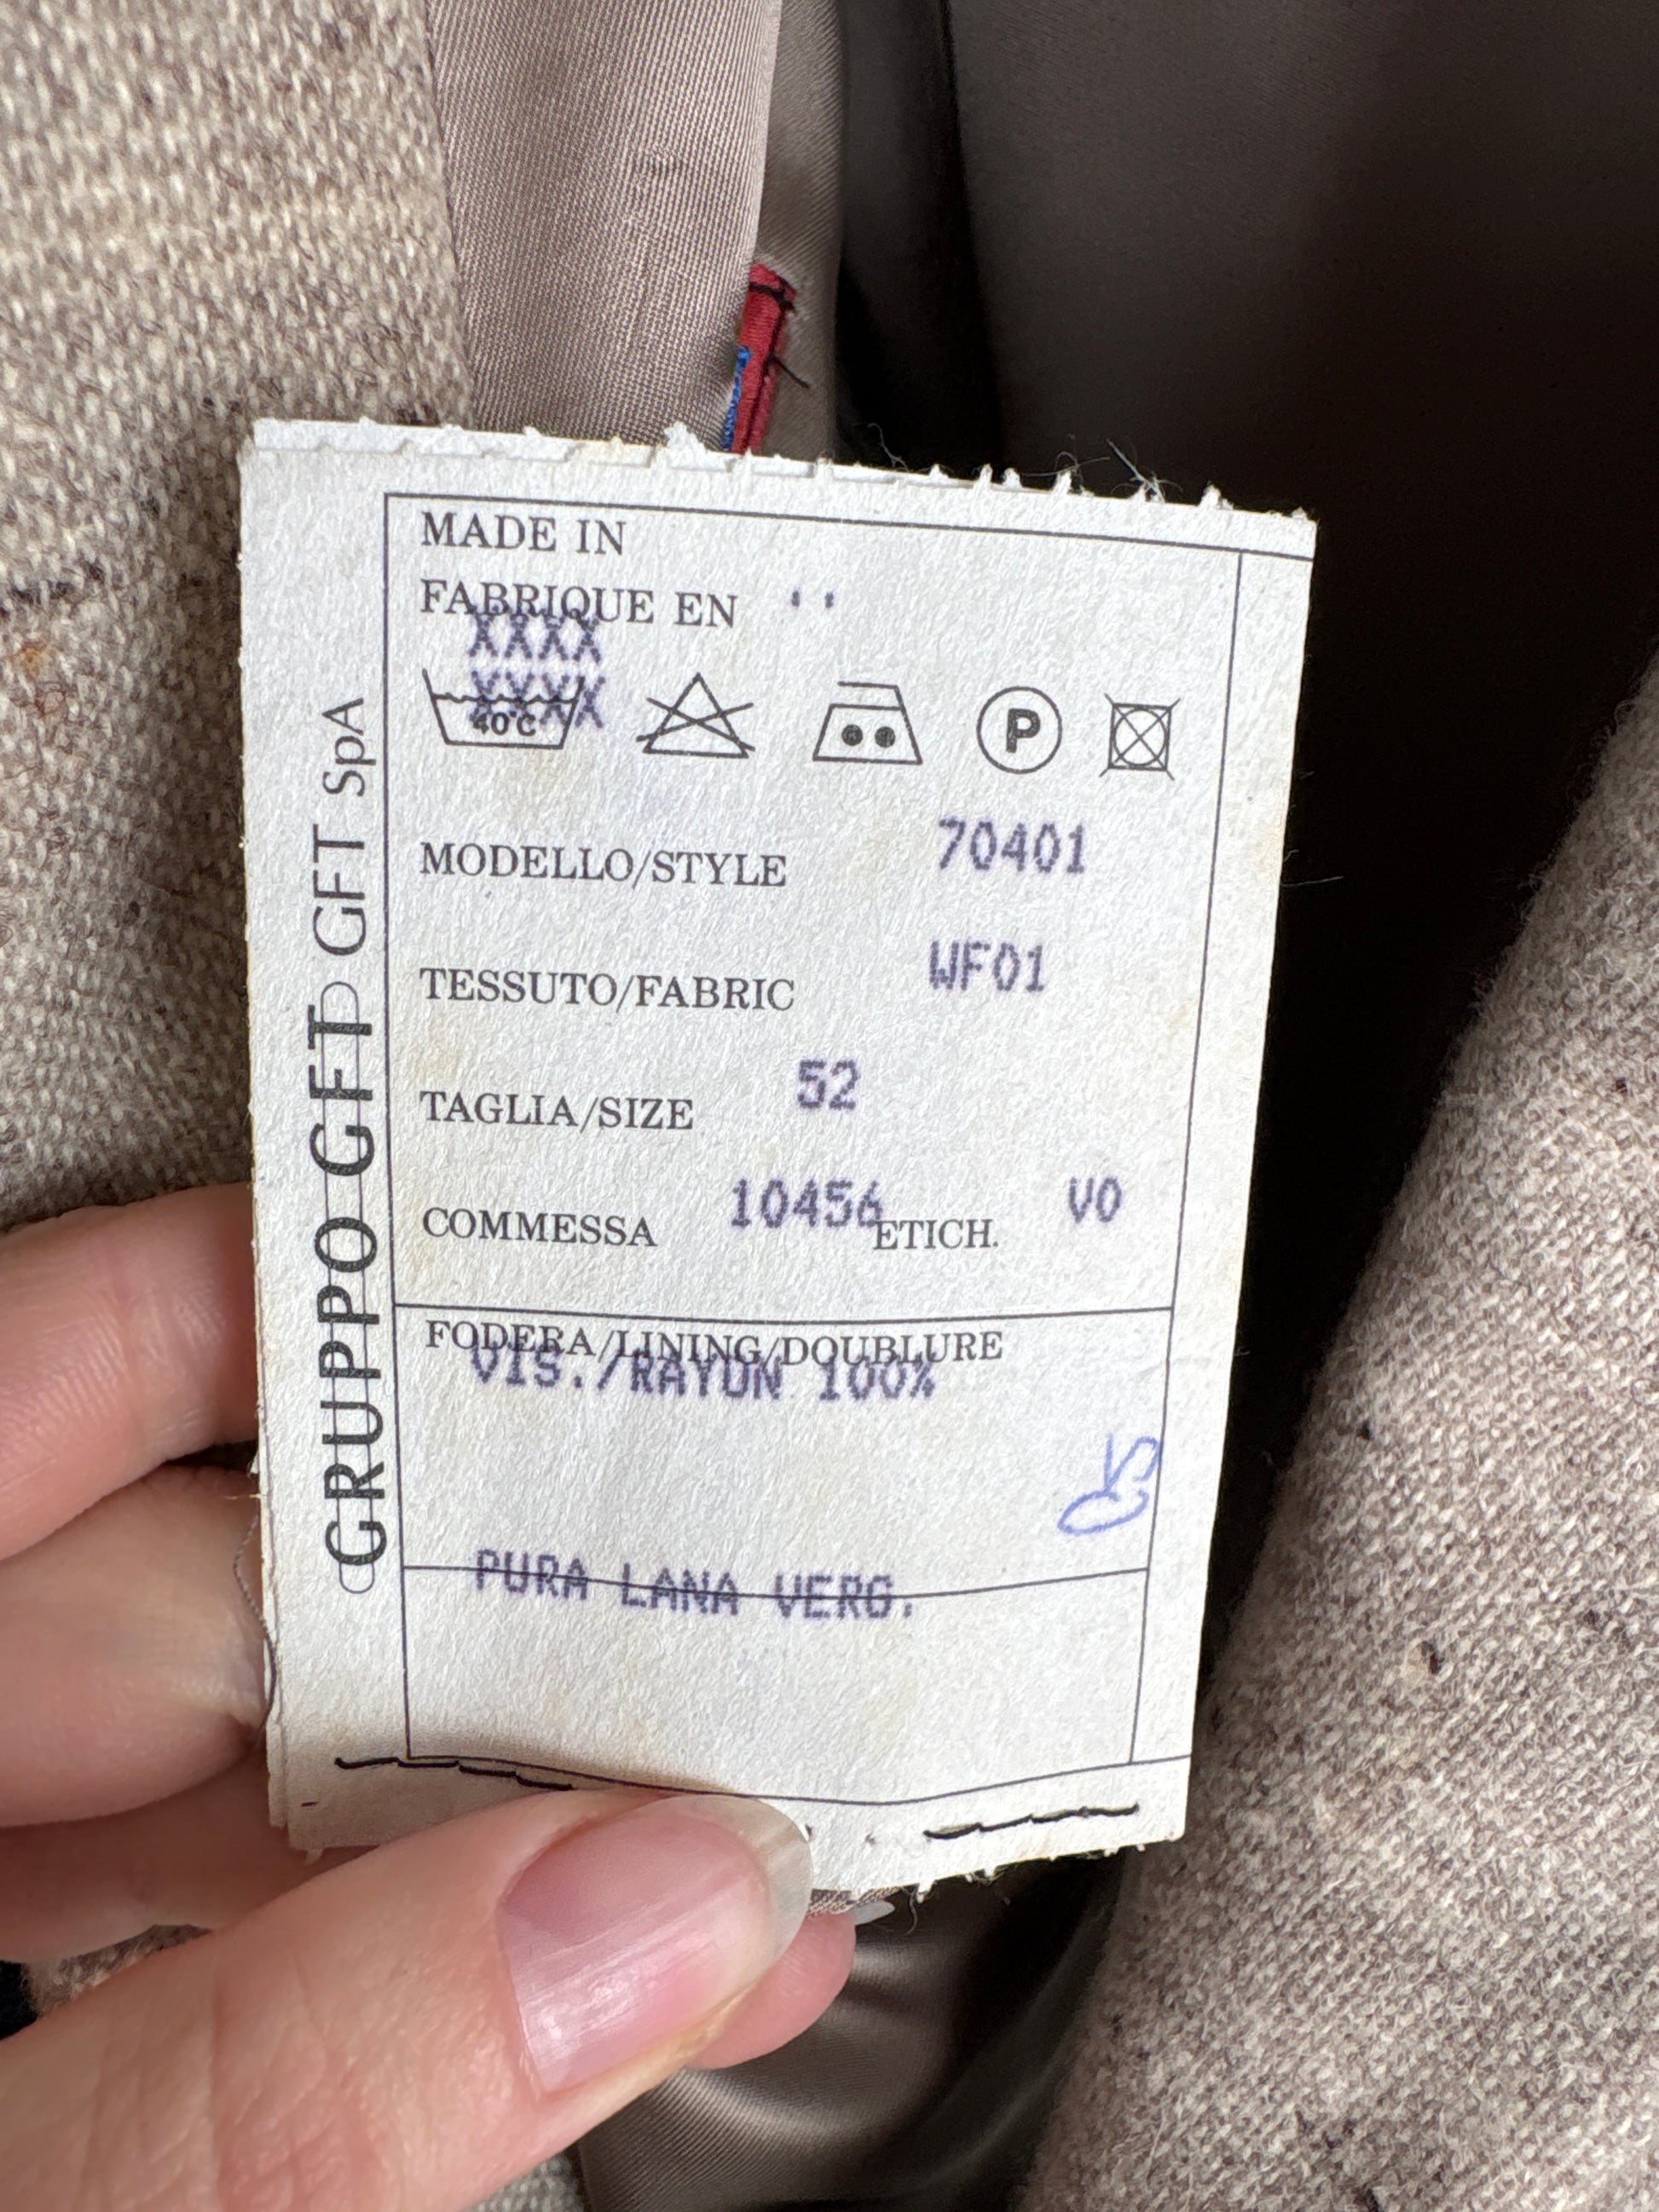 MADE IN
FABRIQUE EN
XXXX
XXXX
40°C
P
MODELLO/STYLE 70401
TESSUTO/FABRIC WF01
TAGLIA/SIZE 52
COMMESSA 10456 ETICH. V0
FODERA/LINING/DOUBLURE
VIS./RAYON 100%
PURA LANA VERG.
GRUPPO GFT GFT SpA